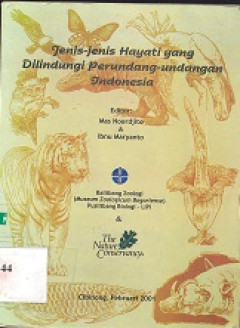 Jenis-Jenis Hayati yang
Dilindungi Perundang-undangan
Indonesia
Editor:
Mas Noerdjito
&
Ibnu Maryanto
Balitbang Zoologi
(Museum Zoologicum Bogoriense)
Puslitbang Biologi - LIPI
&
The
Nature
Conservancy
Cibinong, Februari 2001
44